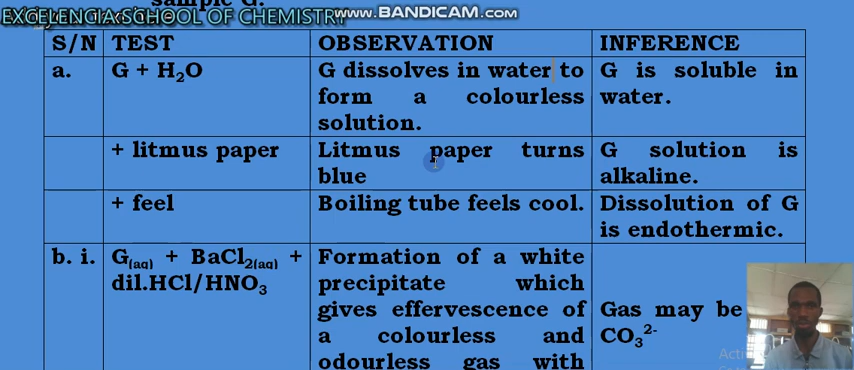 sample G.
EXCELENCIA SCHOOL OF CHEMISTRY
www.BANDICAM.com
S/N TEST OBSERVATION INFERENCE
a. G + H₂O G dissolves in water to form a colourless solution. G is soluble in water.
+ litmus paper Litmus paper turns blue G solution is alkaline.
+ feel Boiling tube feels cool. Dissolution of G is endothermic.
b. i. G(aq) + BaCl₂(aq) + dil.HCl/HNO₃ Formation of a white precipitate which gives effervescence of a colourless and odourless gas with Gas may be CO₃²⁻